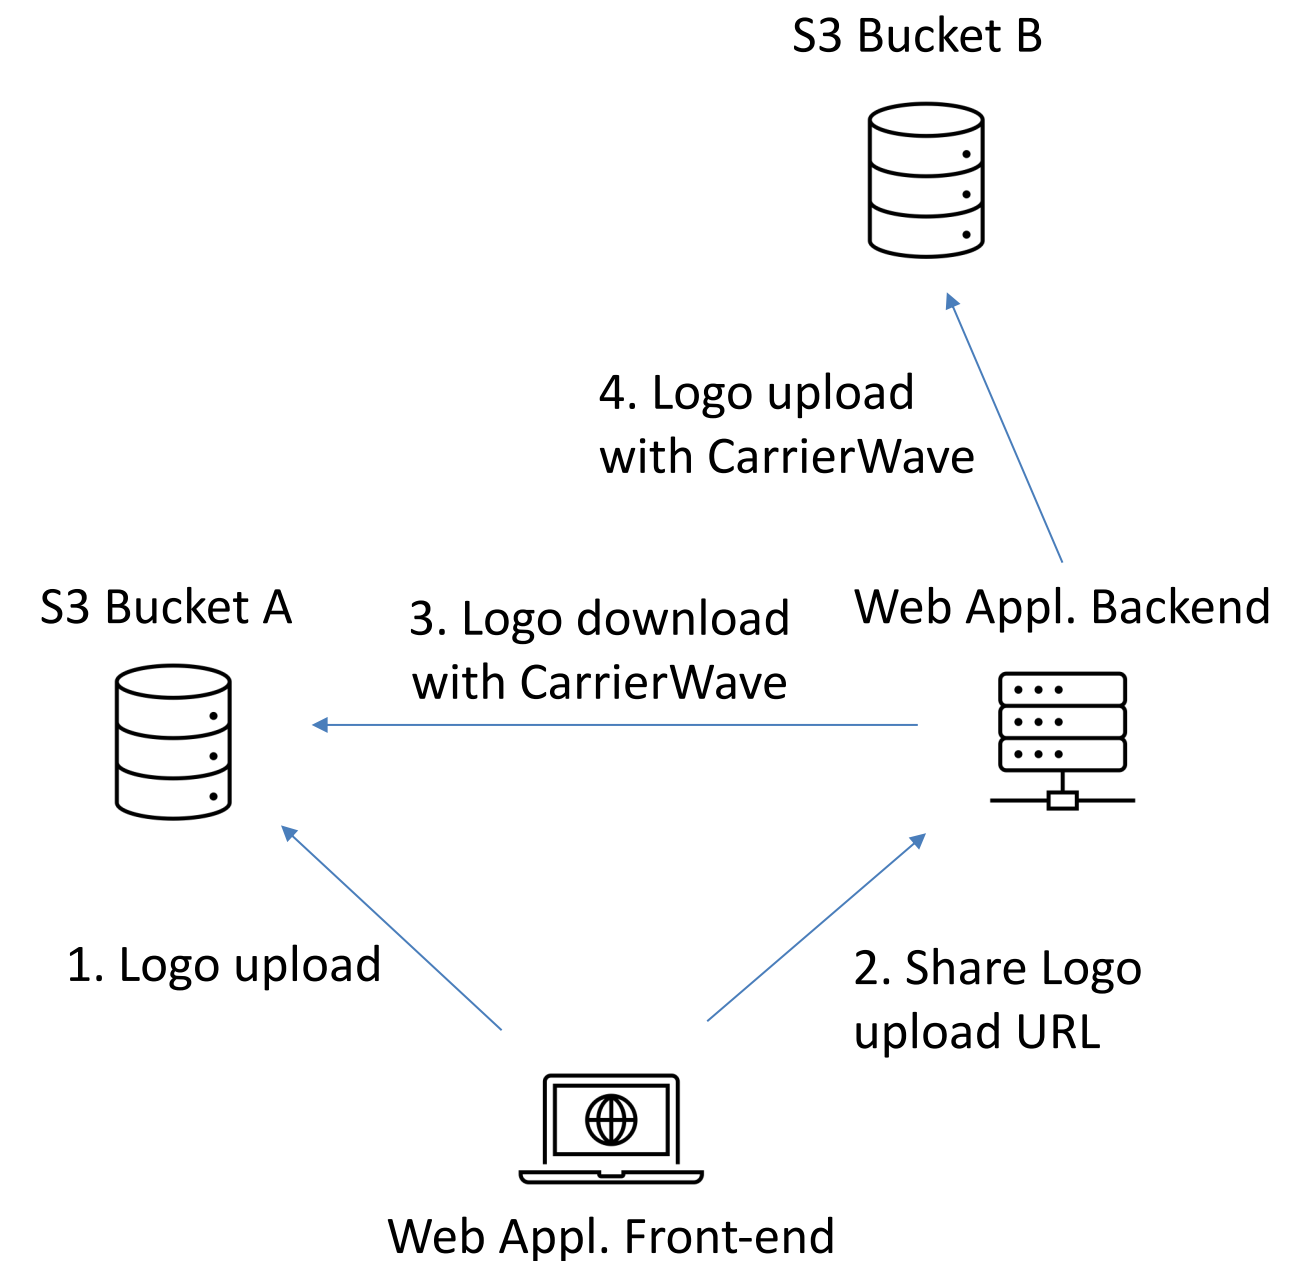 S3 Bucket B
4. Logo upload
with CarrierWave
S3 Bucket A
3. Logo download
with CarrierWave
Web Appl. Backend
1. Logo upload
2. Share Logo
upload URL
Web Appl. Front-end